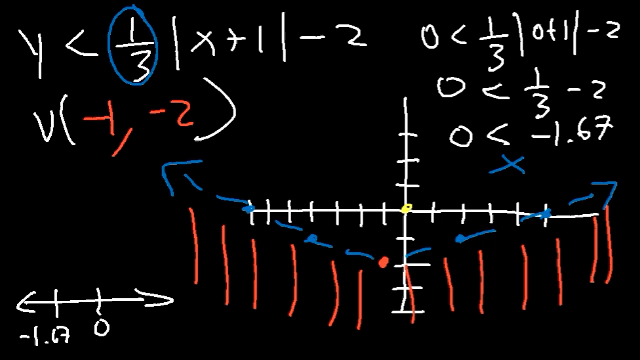 y < 1/3 |x+1| - 2
v(-1, -2)
0 < 1/3 |0+1| - 2
0 < 1/3 - 2
0 < -1.67
x
-1.67 0